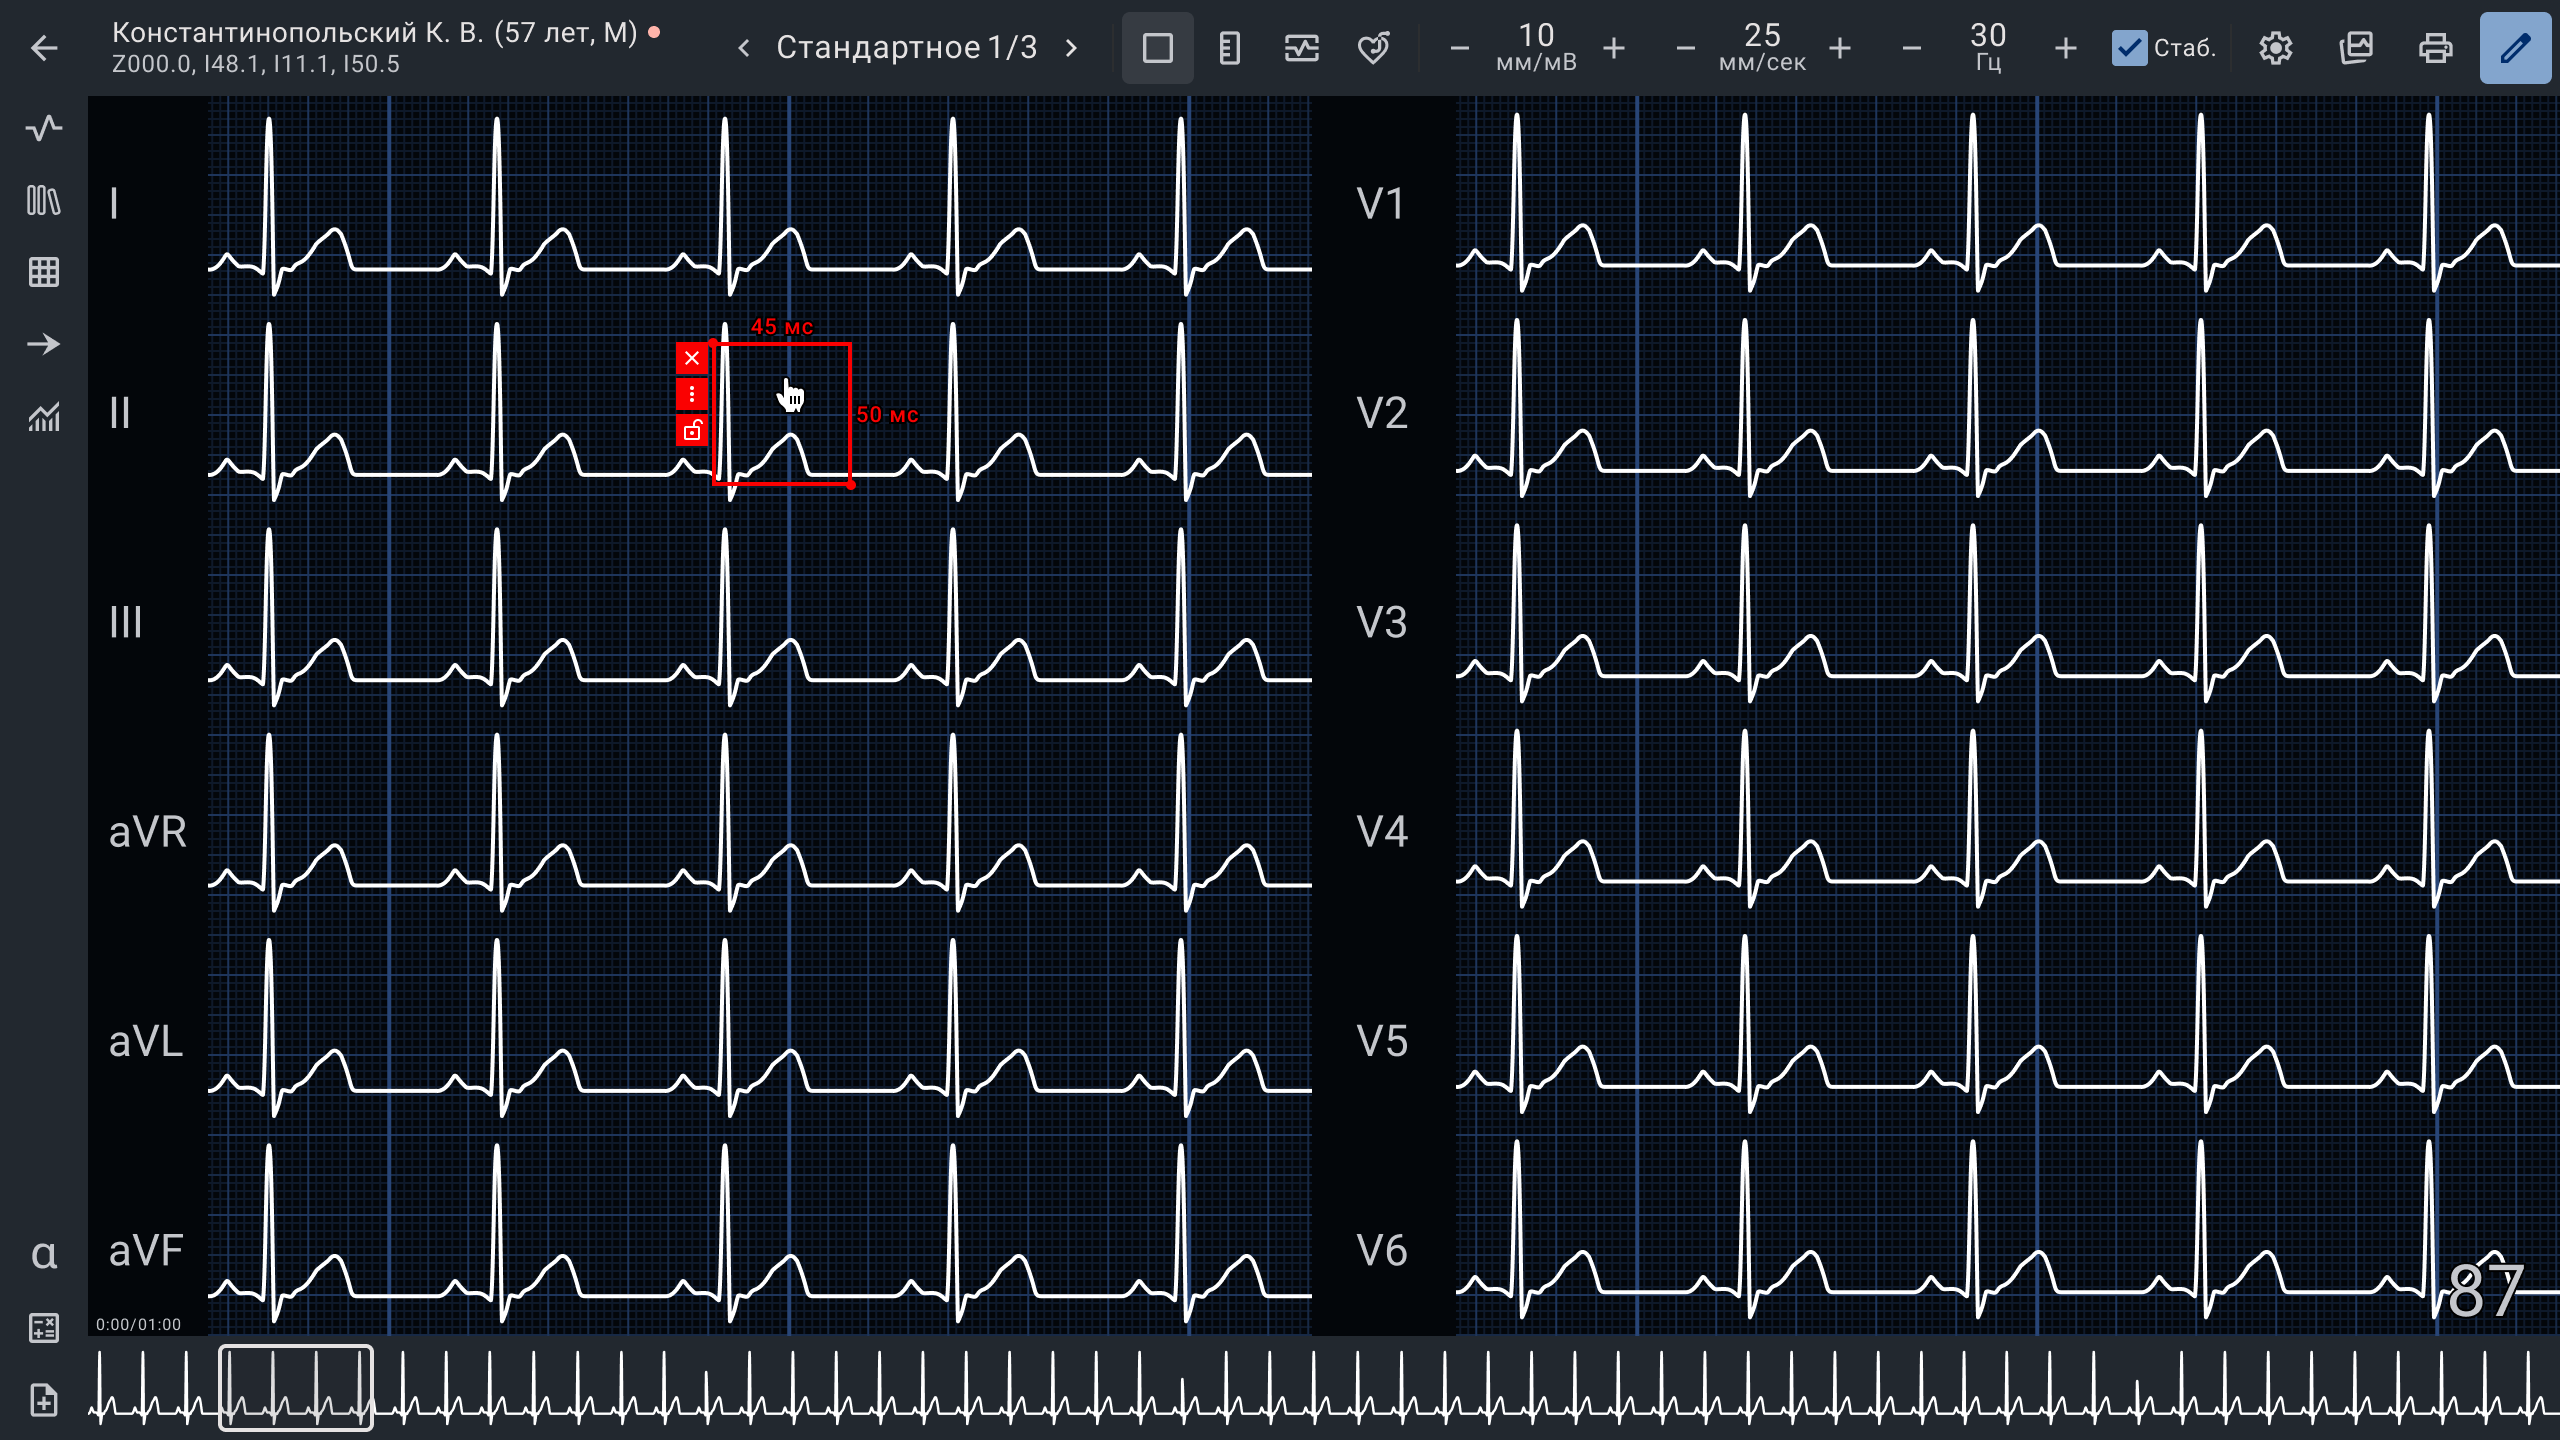 Константинопольский К. В. (57 лет, М)
Z000.0, I48.1, I11.1, I50.5
Стандартное 1/3
10
мм/мВ
25
мм/сек
30
Гц
Стаб.
I
V1
45 мс
50 мс
II
V2
III
V3
aVR
V4
aVL
V5
aVF
V6
α
87
0:00/01:00